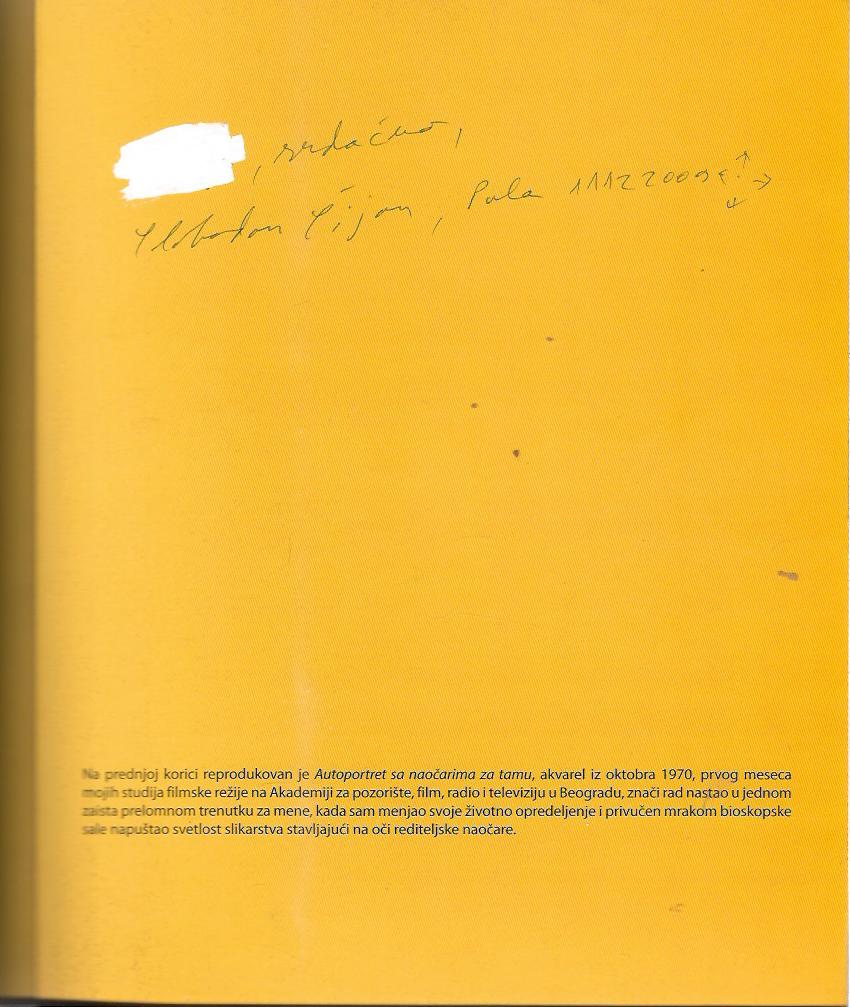 , srdačno,
Slobodan Šijan, Pula 11122009
Na prednjoj korici reprodukovan je Autoportret sa naočarima za tamu, akvarel iz oktobra 1970, prvog meseca
mojih studija filmske režije na Akademiji za pozorište, film, radio i televiziju u Beogradu, znači rad nastao u jednom
zaista prelomnom trenutku za mene, kada sam menjao svoje životno opredeljenje i privučen mrakom bioskopske
sale napuštao svetlost slikarstva stavljajući na oči rediteljske naočare.